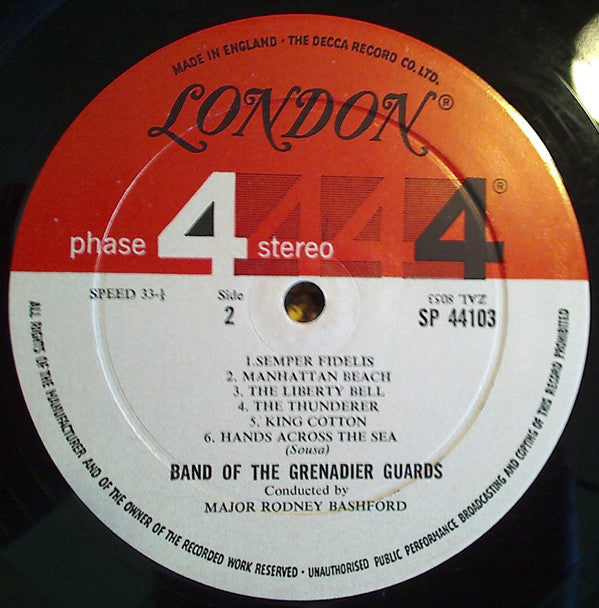 MADE IN ENGLAND · THE DECCA RECORD CO. LTD.
LONDON®
phase 4 stereo 4 4 4®
SPEED 33-⅓
Side
2
ZAL 8053
SP 44103
1.SEMPER FIDELIS
2. MANHATTAN BEACH
3. THE LIBERTY BELL
4. THE THUNDERER
5. KING COTTON
6. HANDS ACROSS THE SEA
(Sousa)
BAND OF THE GRENADIER GUARDS
Conducted by
MAJOR RODNEY BASHFORD
ALL RIGHTS OF THE MANUFACTURER AND OF THE OWNER OF THE RECORDED WORK RESERVED · UNAUTHORISED PUBLIC PERFORMANCE BROADCASTING AND COPYING OF THIS RECORD PROHIBITED